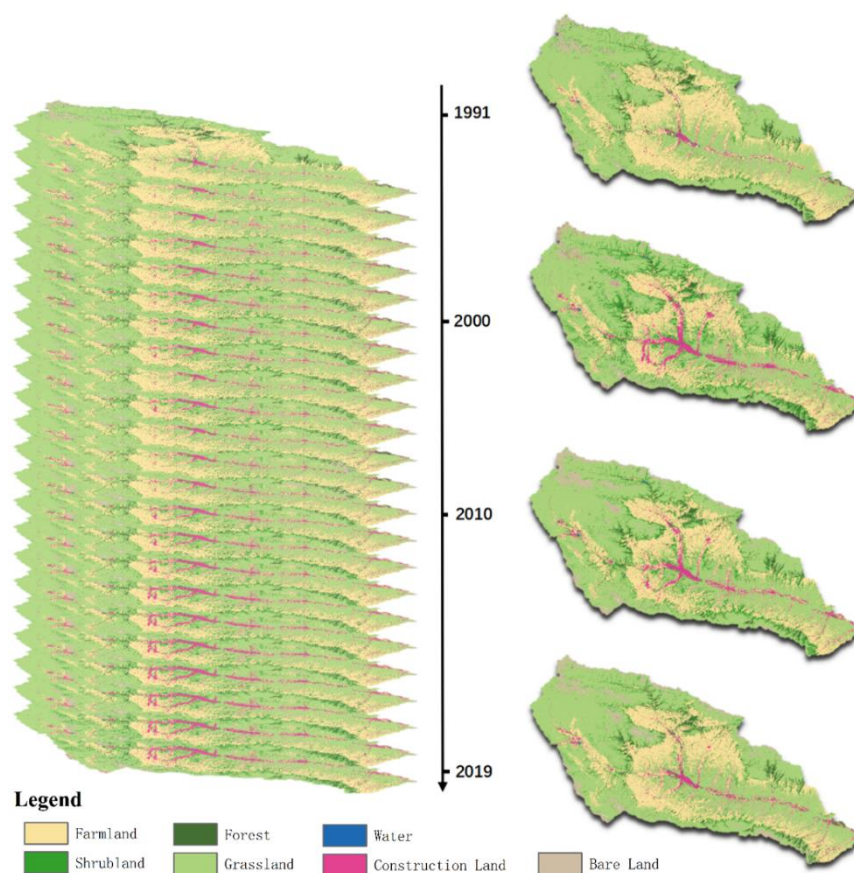 1991
2000
2010
2019
Legend
Farmland Forest Water
Shrubland Grassland Construction Land Bare Land